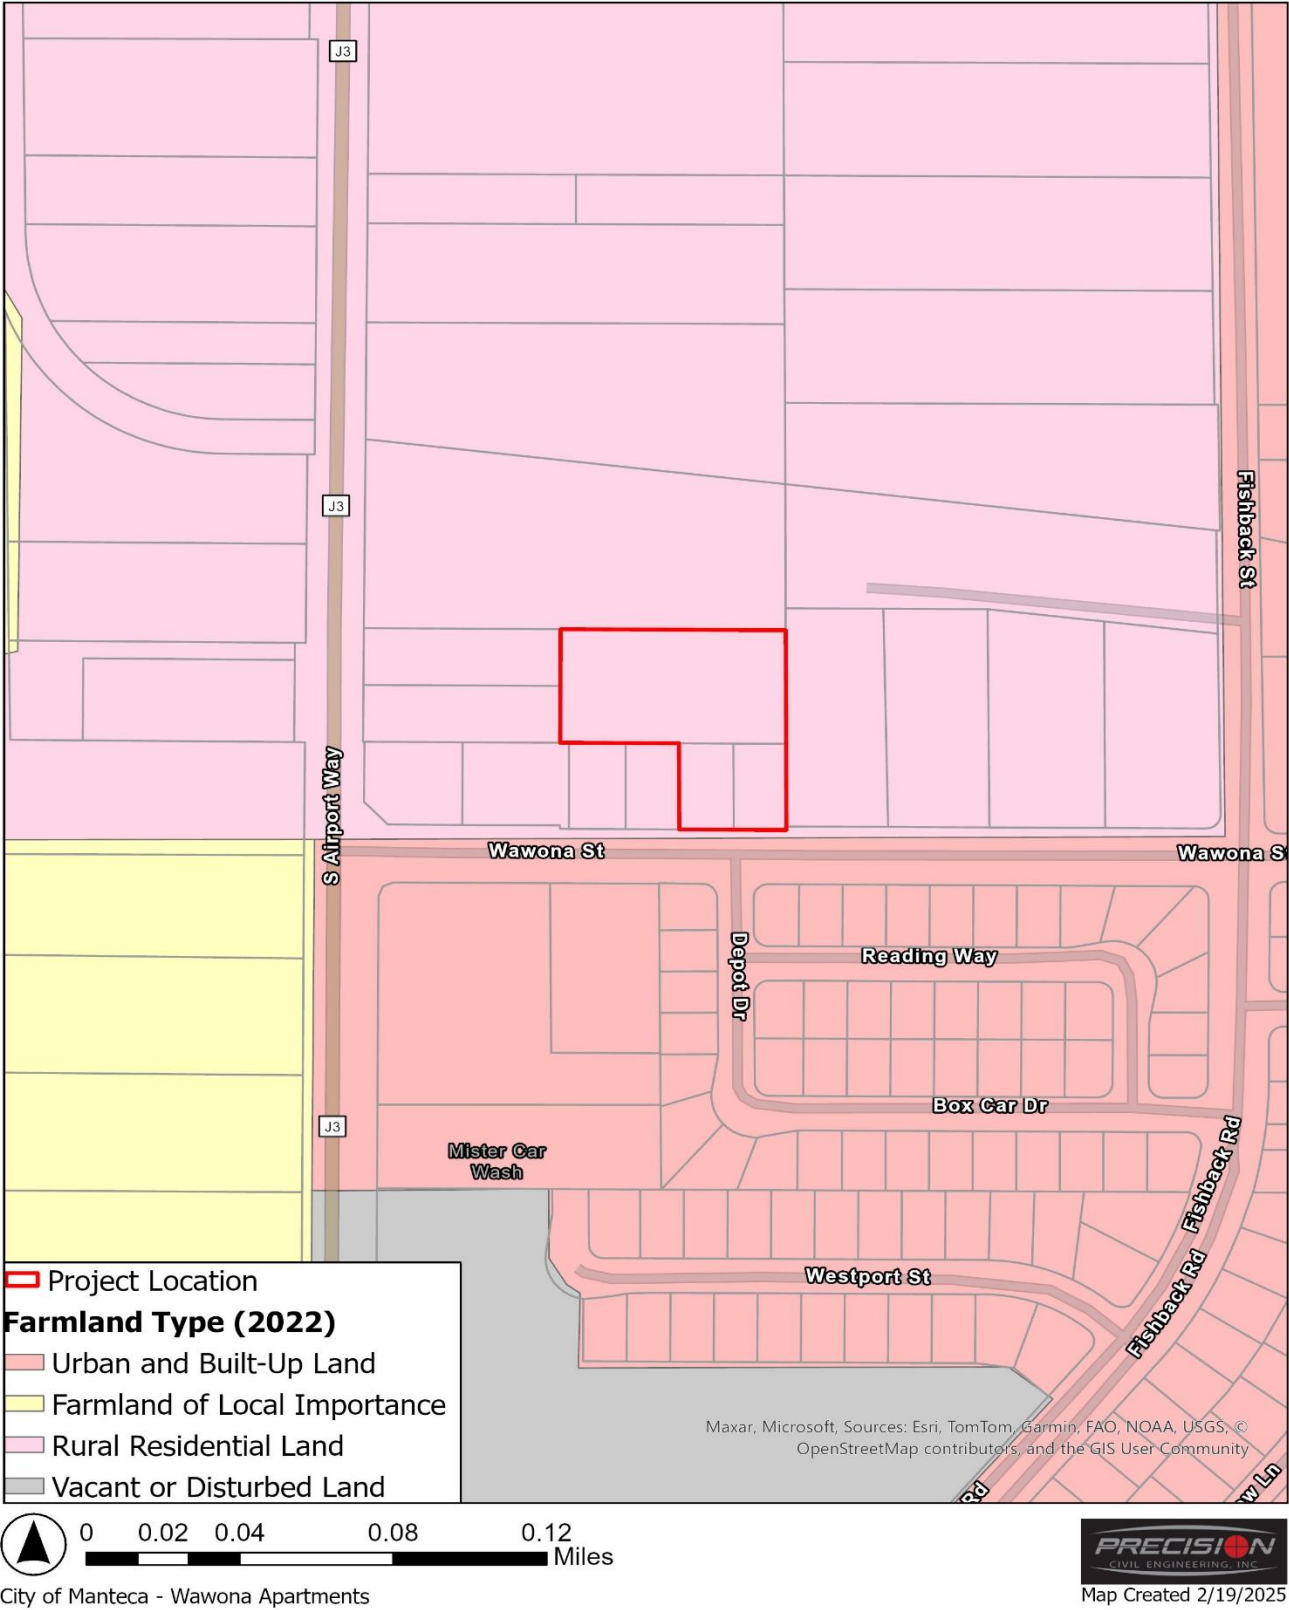 J3
J3
Fishback St
S Airport Way
Wawona St
Wawona S
Depot Dr
Reading Way
Box Car Dr
J3
Mister Car
Wash
Fishback Rd
Westport St
Fishback Rd
Project Location
Farmland Type (2022)
Urban and Built-Up Land
Farmland of Local Importance
Rural Residential Land
Vacant or Disturbed Land
Maxar, Microsoft, Sources: Esri, TomTom, Garmin, FAO, NOAA, USGS, ©
OpenStreetMap contributors, and the GIS User Community
Rd
w Ln
0 0.02 0.04 0.08 0.12
Miles
City of Manteca - Wawona Apartments
PRECISION
CIVIL ENGINEERING, INC
Map Created 2/19/2025